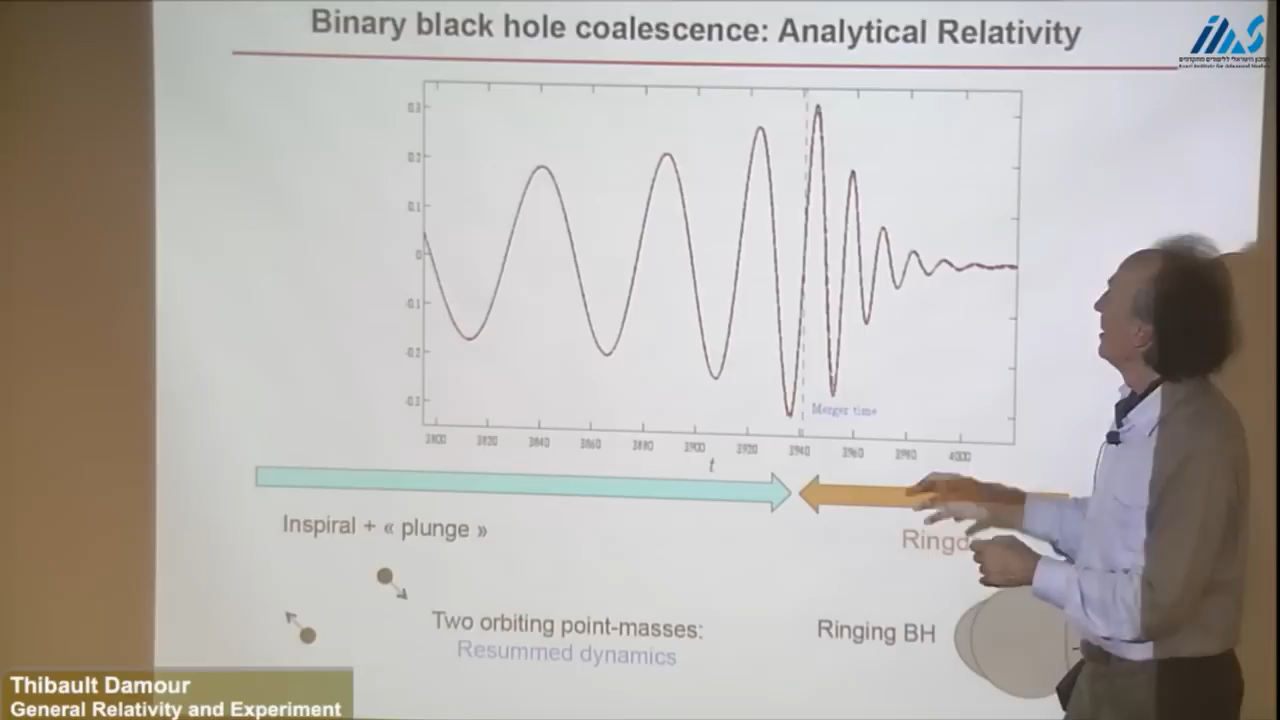 Binary black hole coalescence: Analytical Relativity
0.3
0.2
0.1
0
-0.1
-0.2
-0.3
Merger time
3800 3820 3840 3860 3880 3900 3920 3940 3960 3980 4000
t
Inspiral + « plunge »
Ringd
Two orbiting point-masses:
Resummed dynamics
Ringing BH
Thibault Damour
General Relativity and Experiment